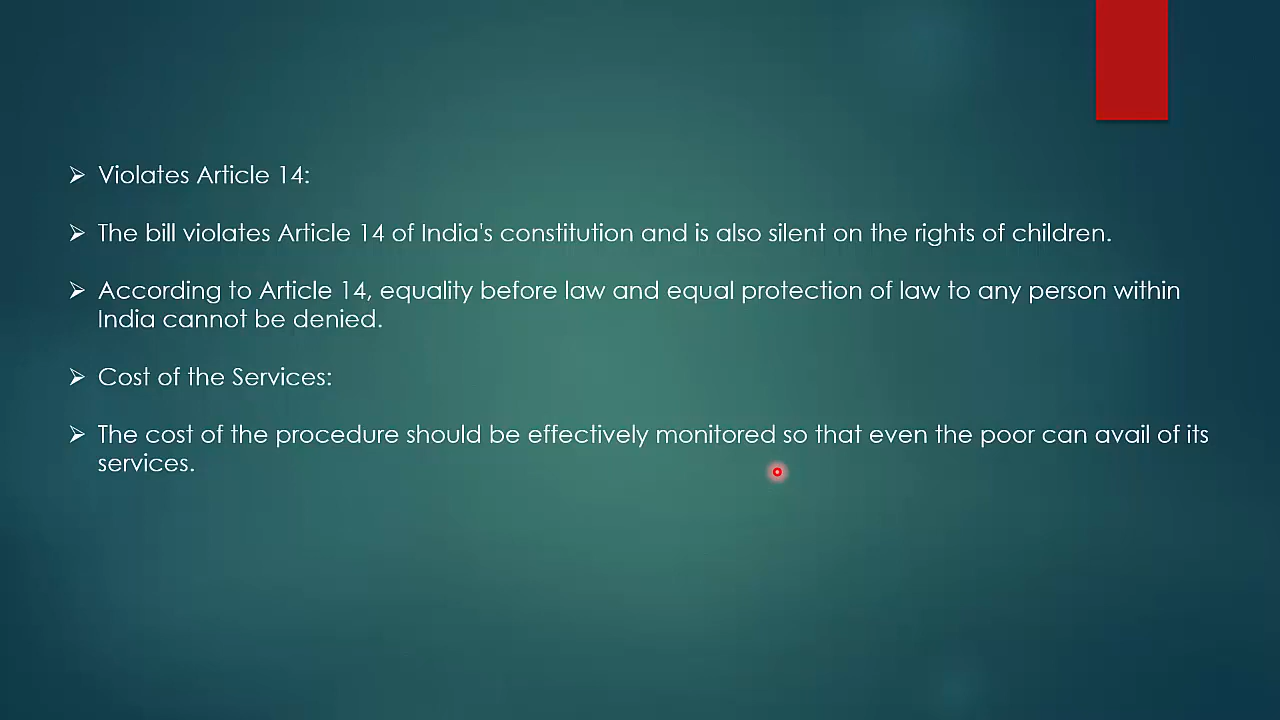 ➢ Violates Article 14:
➢ The bill violates Article 14 of India's constitution and is also silent on the rights of children.
➢ According to Article 14, equality before law and equal protection of law to any person within
India cannot be denied.
➢ Cost of the Services:
➢ The cost of the procedure should be effectively monitored so that even the poor can avail of its
services.